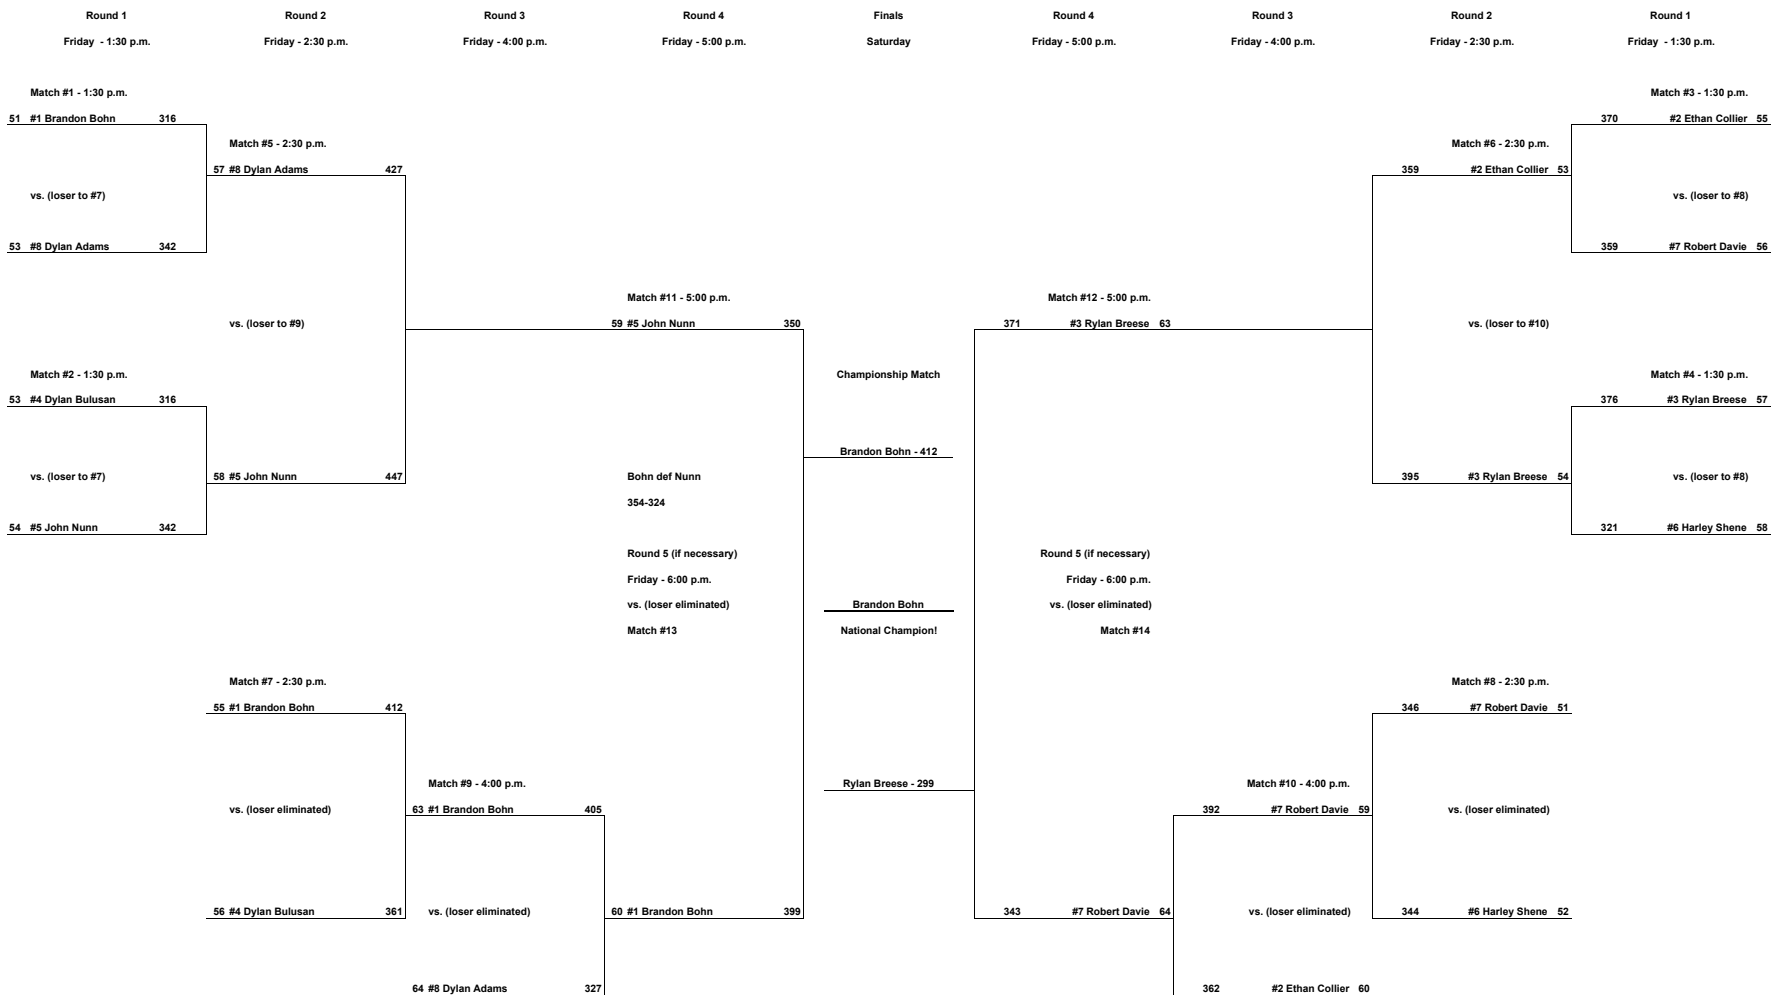 Round 1 Round 2 Round 3 Round 4 Finals Round 4 Round 3 Round 2 Round 1
Friday - 1:30 p.m. Friday - 2:30 p.m. Friday - 4:00 p.m. Friday - 5:00 p.m. Saturday Friday - 5:00 p.m. Friday - 4:00 p.m. Friday - 2:30 p.m. Friday - 1:30 p.m.
Match #1 - 1:30 p.m. Match #3 - 1:30 p.m.
51 #1 Brandon Bohn 316 370 #2 Ethan Collier 55
Match #5 - 2:30 p.m. Match #6 - 2:30 p.m.
57 #8 Dylan Adams 427 359 #2 Ethan Collier 53
vs. (loser to #7) vs. (loser to #8)
53 #8 Dylan Adams 342 359 #7 Robert Davie 56
Match #11 - 5:00 p.m. Match #12 - 5:00 p.m.
vs. (loser to #9) 59 #5 John Nunn 350 371 #3 Rylan Breese 63 vs. (loser to #10)
Match #2 - 1:30 p.m. Championship Match Match #4 - 1:30 p.m.
53 #4 Dylan Bulusan 316 376 #3 Rylan Breese 57
Brandon Bohn - 412
vs. (loser to #7) 58 #5 John Nunn 447 Bohn def Nunn 395 #3 Rylan Breese 54 vs. (loser to #8)
354-324
54 #5 John Nunn 342 321 #6 Harley Shene 58
Round 5 (if necessary) Round 5 (if necessary)
Friday - 6:00 p.m. Friday - 6:00 p.m.
vs. (loser eliminated) Brandon Bohn vs. (loser eliminated)
Match #13 National Champion! Match #14
Match #7 - 2:30 p.m. Match #8 - 2:30 p.m.
55 #1 Brandon Bohn 412 346 #7 Robert Davie 51
Match #9 - 4:00 p.m. Rylan Breese - 299 Match #10 - 4:00 p.m.
vs. (loser eliminated) 63 #1 Brandon Bohn 405 392 #7 Robert Davie 59 vs. (loser eliminated)
56 #4 Dylan Bulusan 361 vs. (loser eliminated) 60 #1 Brandon Bohn 399 343 #7 Robert Davie 64 vs. (loser eliminated) 344 #6 Harley Shene 52
64 #8 Dylan Adams 327 362 #2 Ethan Collier 60